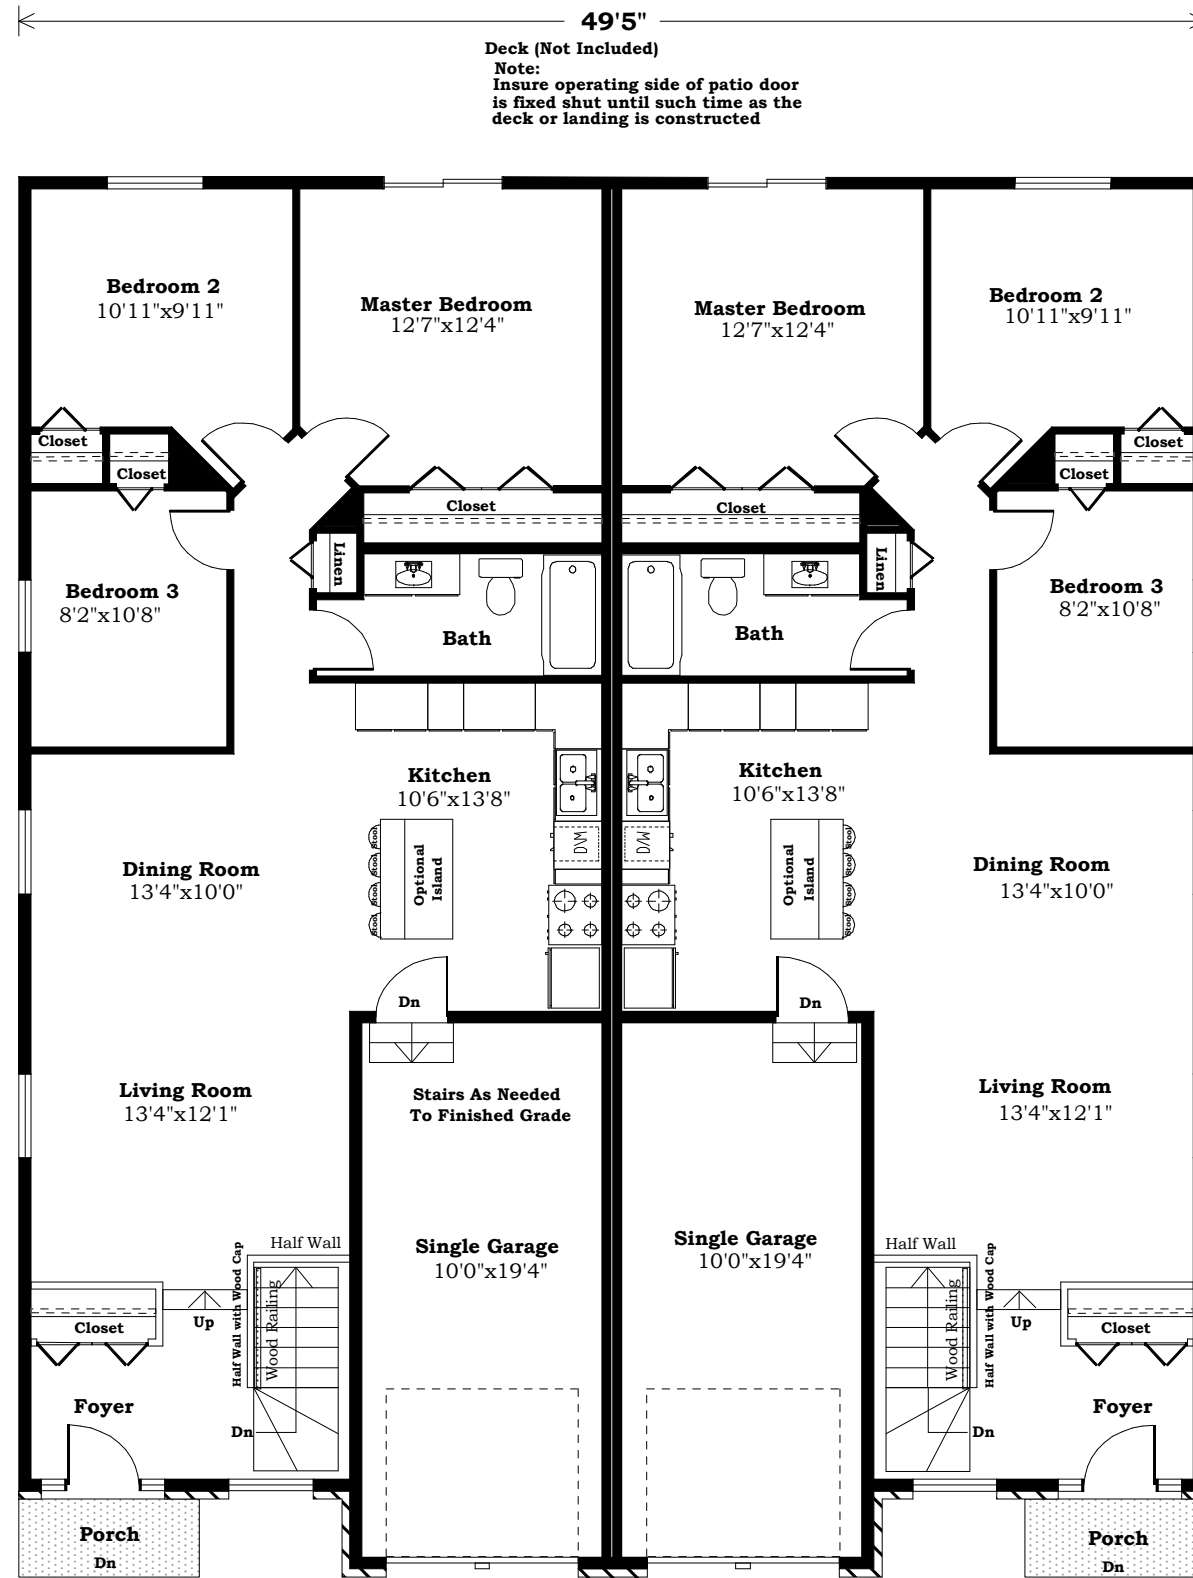 49'5"
Deck (Not Included)
Note:
Insure operating side of patio door
is fixed shut until such time as the
deck or landing is constructed
Bedroom 2
10'11"x9'11"
Master Bedroom
12'7"x12'4"
Master Bedroom
12'7"x12'4"
Bedroom 2
10'11"x9'11"
Closet
Closet
Closet
Closet
Closet
Closet
Linen
Linen
Bedroom 3
8'2"x10'8"
Bath
Bath
Bedroom 3
8'2"x10'8"
Kitchen
10'6"x13'8"
Kitchen
10'6"x13'8"
D/W
D/W
Dining Room
13'4"x10'0"
Optional
Island
Stool
Stool
Stool
Stool
Optional
Island
Stool
Stool
Stool
Stool
Dining Room
13'4"x10'0"
Dn
Dn
Living Room
13'4"x12'1"
Stairs As Needed
To Finished Grade
Living Room
13'4"x12'1"
Half Wall
Half Wall
Single Garage
10'0"x19'4"
Single Garage
10'0"x19'4"
Half Wall with Wood Cap
Wood Railing
Wood Railing
Half Wall with Wood Cap
Closet
Up
Up
Closet
Foyer
Dn
Dn
Foyer
Porch
Dn
Porch
Dn